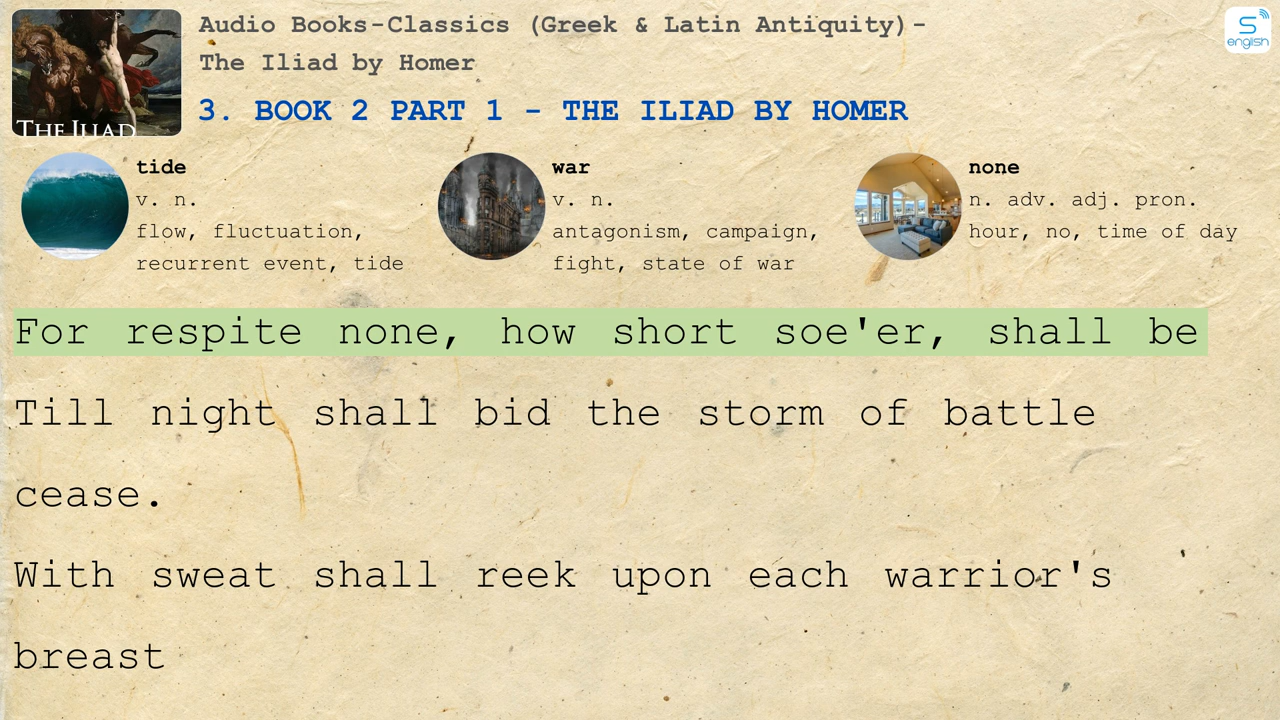 Audio Books-Classics (Greek & Latin Antiquity)-
The Iliad by Homer
3. BOOK 2 PART 1 - THE ILIAD BY HOMER
THE ILIAD
S
english
tide
v. n.
flow, fluctuation,
recurrent event, tide
war
v. n.
antagonism, campaign,
fight, state of war
none
n. adv. adj. pron.
hour, no, time of day
For respite none, how short soe'er, shall be
Till night shall bid the storm of battle
cease.
With sweat shall reek upon each warrior's
breast